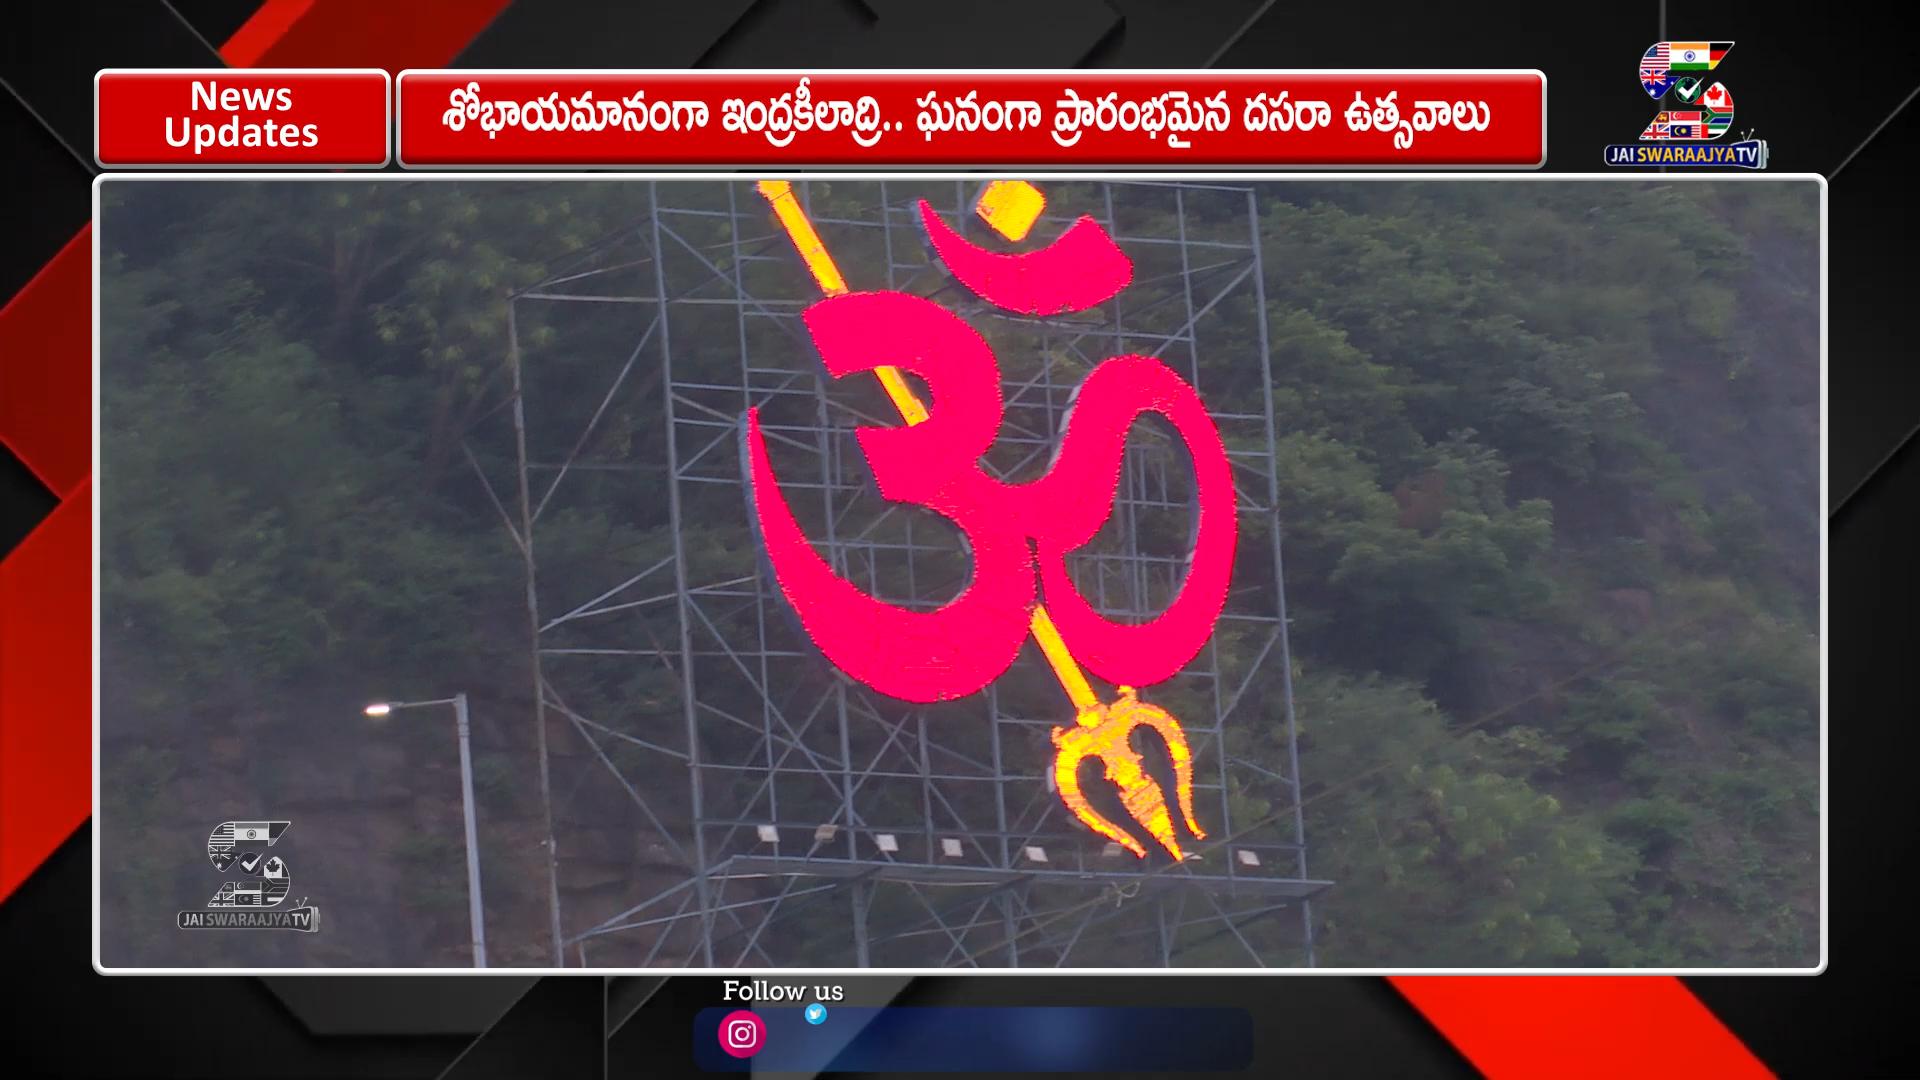 News
Updates
శోభాయమానంగా ఇంద్రకీలాద్రి.. ఘనంగా ప్రారంభమైన దసరా ఉత్సవాలు
JAI SWARAAJYA TV
ॐ
JAI SWARAAJYA TV
Follow us